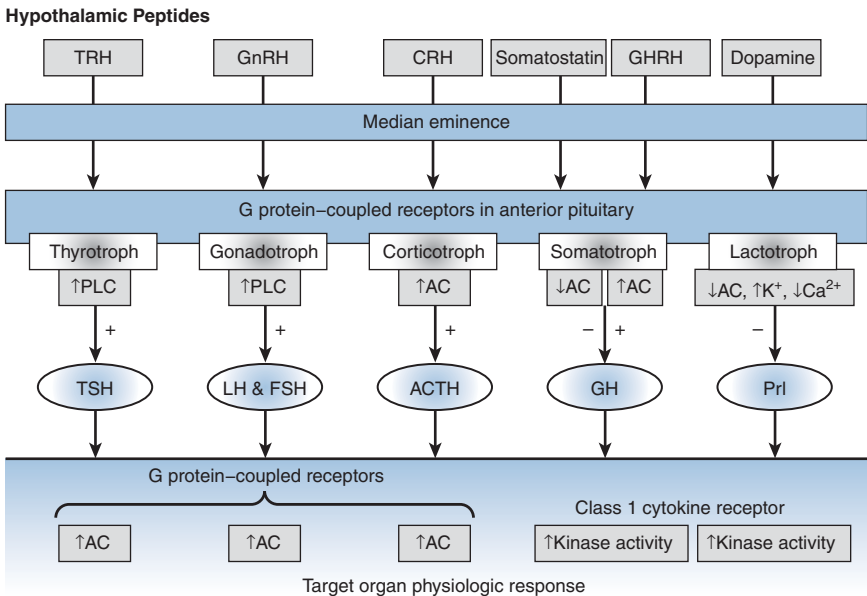 Hypothalamic Peptides
TRH GnRH CRH Somatostatin GHRH Dopamine
Median eminence
G protein–coupled receptors in anterior pituitary
Thyrotroph Gonadotroph Corticotroph Somatotroph Lactotroph
↑PLC ↑PLC ↑AC ↓AC ↑AC ↓AC, ↑K⁺, ↓Ca²⁺
+ + + – + –
TSH LH & FSH ACTH GH Prl
G protein–coupled receptors
Class 1 cytokine receptor
↑AC ↑AC ↑AC ↑Kinase activity ↑Kinase activity
Target organ physiologic response